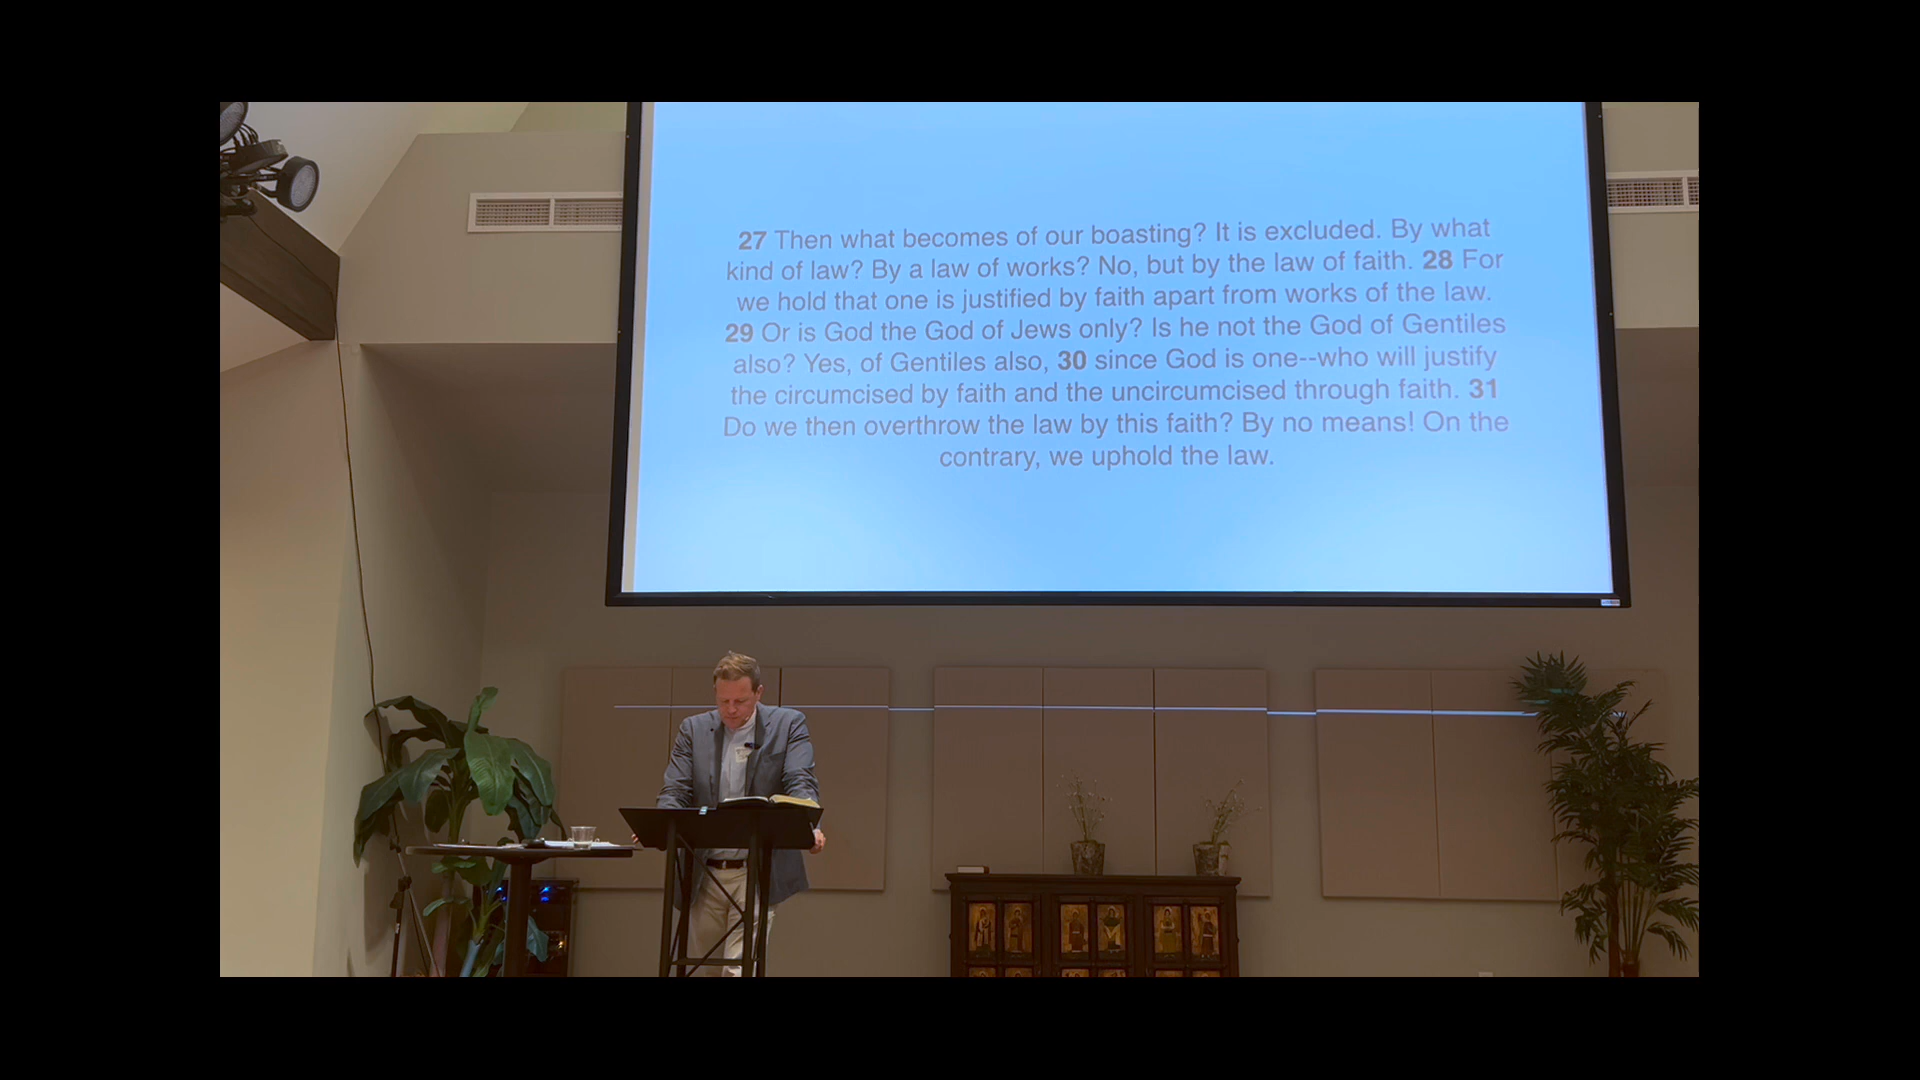 27 Then what becomes of our boasting? It is excluded. By what
kind of law? By a law of works? No, but by the law of faith. 28 For
we hold that one is justified by faith apart from works of the law.
29 Or is God the God of Jews only? Is he not the God of Gentiles
also? Yes, of Gentiles also, 30 since God is one--who will justify
the circumcised by faith and the uncircumcised through faith. 31
Do we then overthrow the law by this faith? By no means! On the
contrary, we uphold the law.